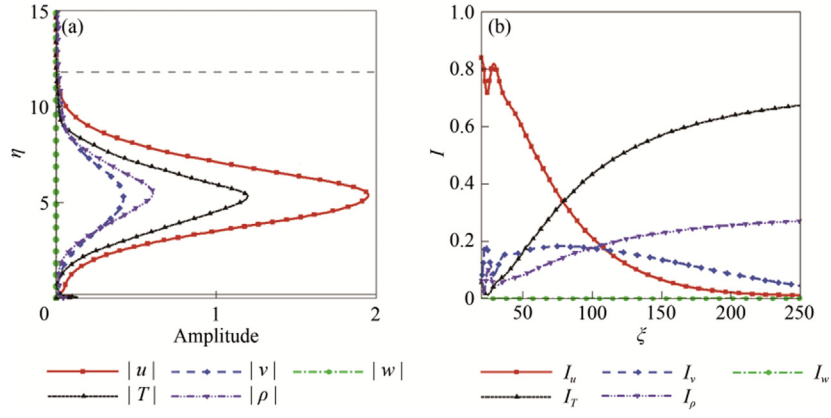 (a)
15
10
5
0
η
0
1
2
Amplitude
| u | | v | | w |
| T | | ρ |
(b)
1.0
0.8
0.6
0.4
0.2
0
I
50 100 150 200 250
ξ
I_u I_v I_w
I_T I_ρ